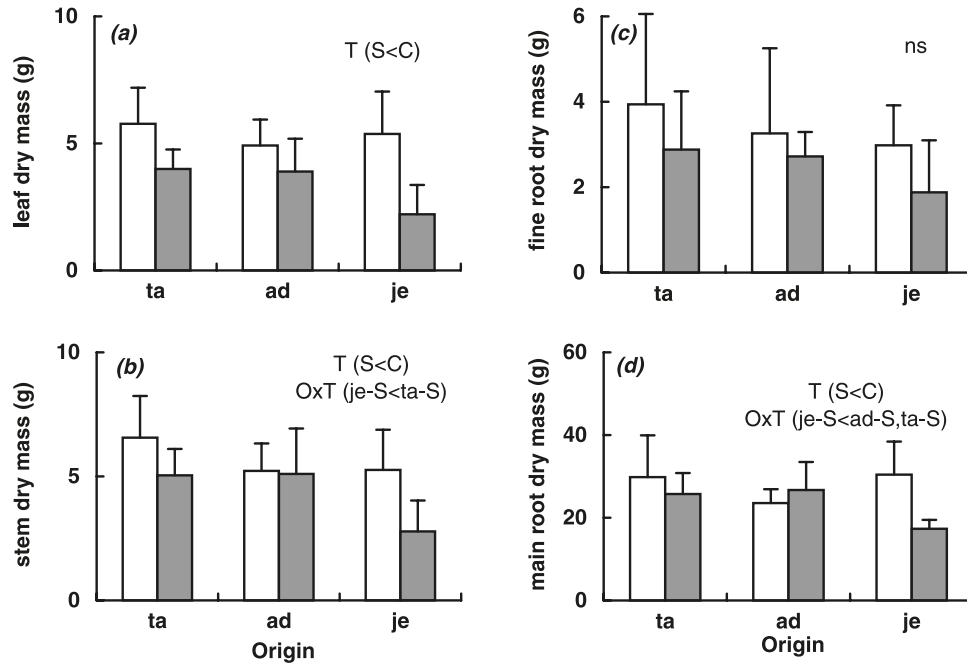 (a)
T (S<C)
leaf dry mass (g)
10
5
0
ta ad je
(b)
T (S<C)
OxT (je-S<ta-S)
stem dry mass (g)
10
5
0
ta ad je
Origin
(c)
ns
fine root dry mass (g)
6
4
2
0
ta ad je
(d)
T (S<C)
OxT (je-S<ad-S,ta-S)
main root dry mass (g)
60
40
20
0
ta ad je
Origin